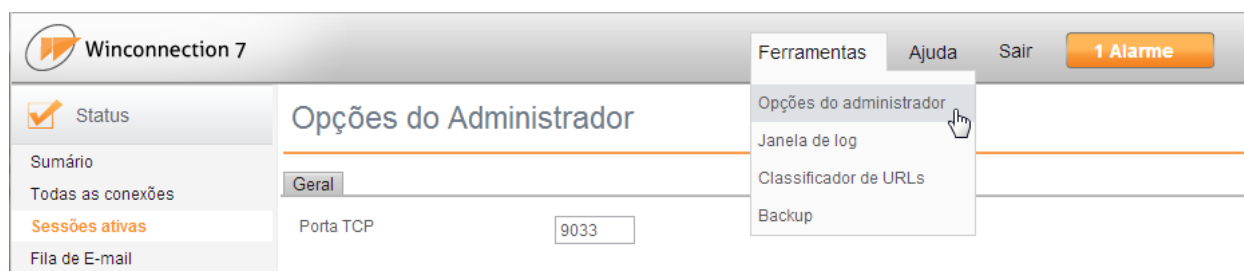 Winconnection 7
Ferramentas Ajuda Sair 1 Alarme
Opções do administrador
Janela de log
Classificador de URLs
Backup
Status
Sumário
Todas as conexões
Sessões ativas
Fila de E-mail
Opções do Administrador
Geral
Porta TCP 9033